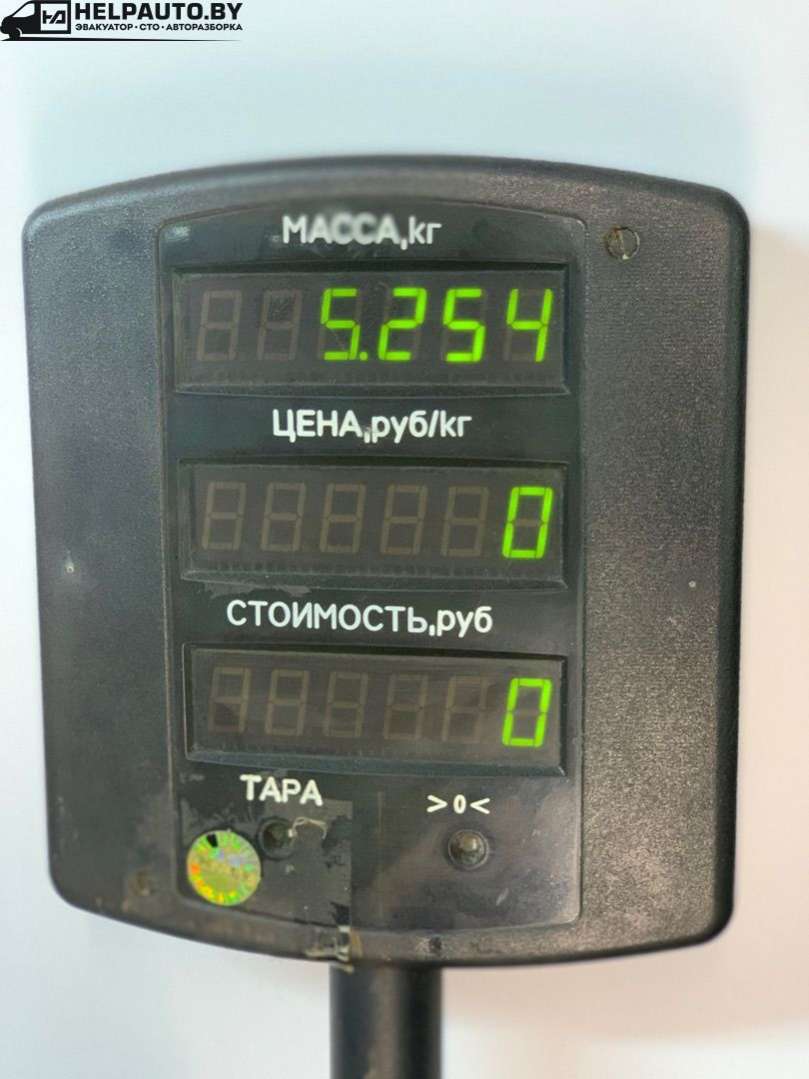 HELPAUTO.BY
ЭВАКУАТОР · СТО · АВТОРАЗБОРКА
МАССА,кг
5.254
ЦЕНА,руб/кг
0
СТОИМОСТЬ,руб
0
ТАРА
>0<